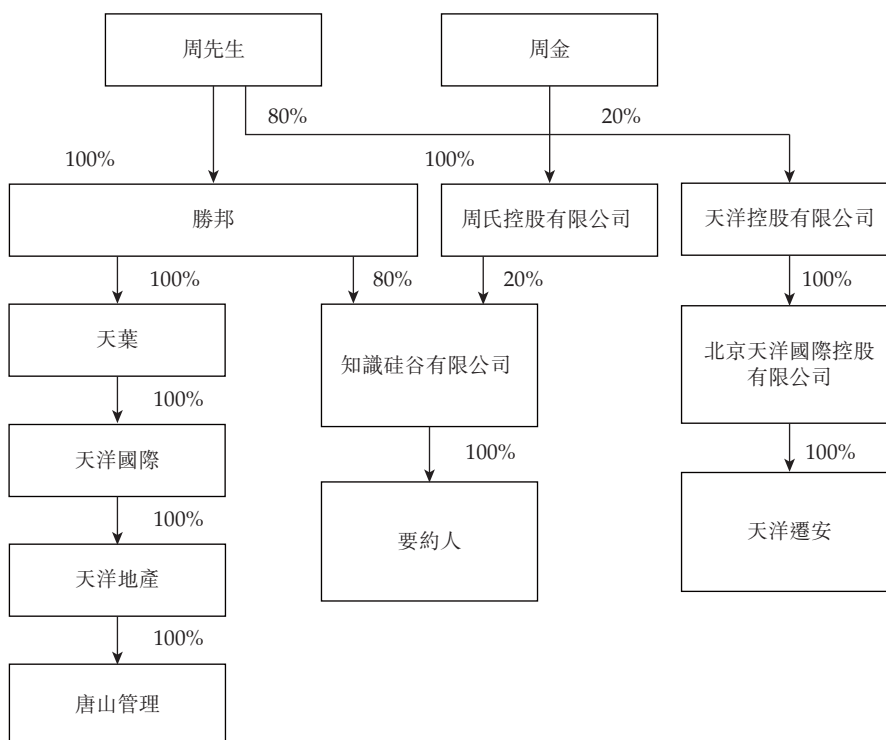 周先生
周金
80%
20%
100%
100%
勝邦
周氏控股有限公司
天洋控股有限公司
100%
80%
20%
100%
天葉
知識硅谷有限公司
北京天洋國際控股
有限公司
100%
100%
100%
天洋國際
要約人
天洋遷安
100%
天洋地產
100%
唐山管理